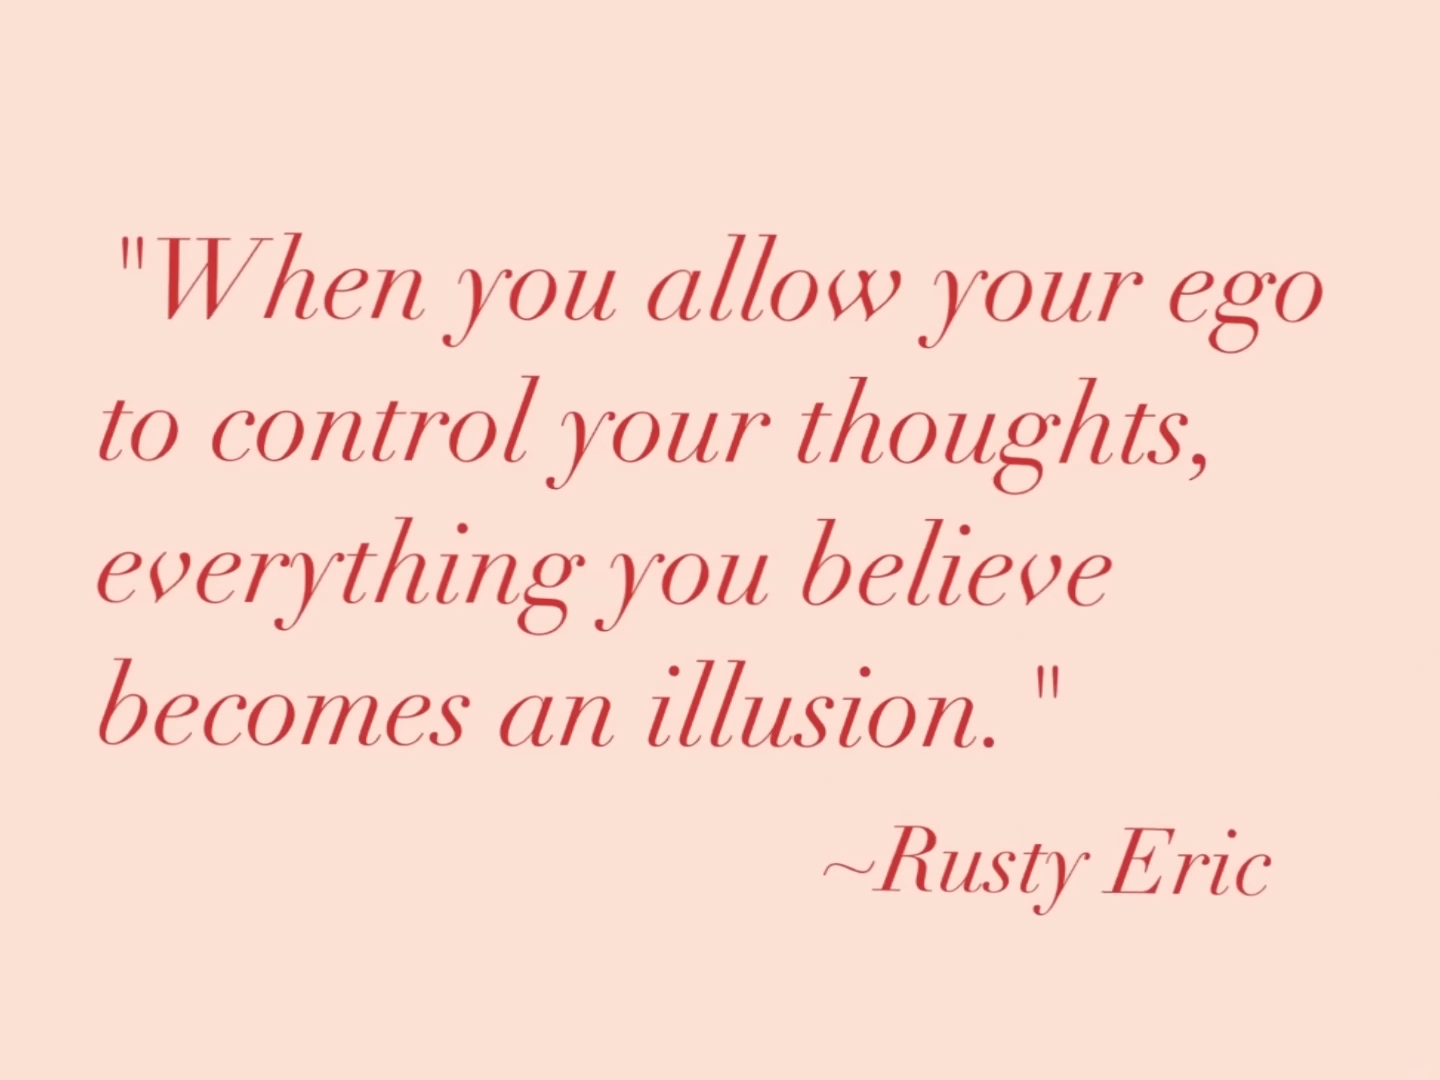 "When you allow your ego
to control your thoughts,
everything you believe
becomes an illusion. "
~Rusty Eric